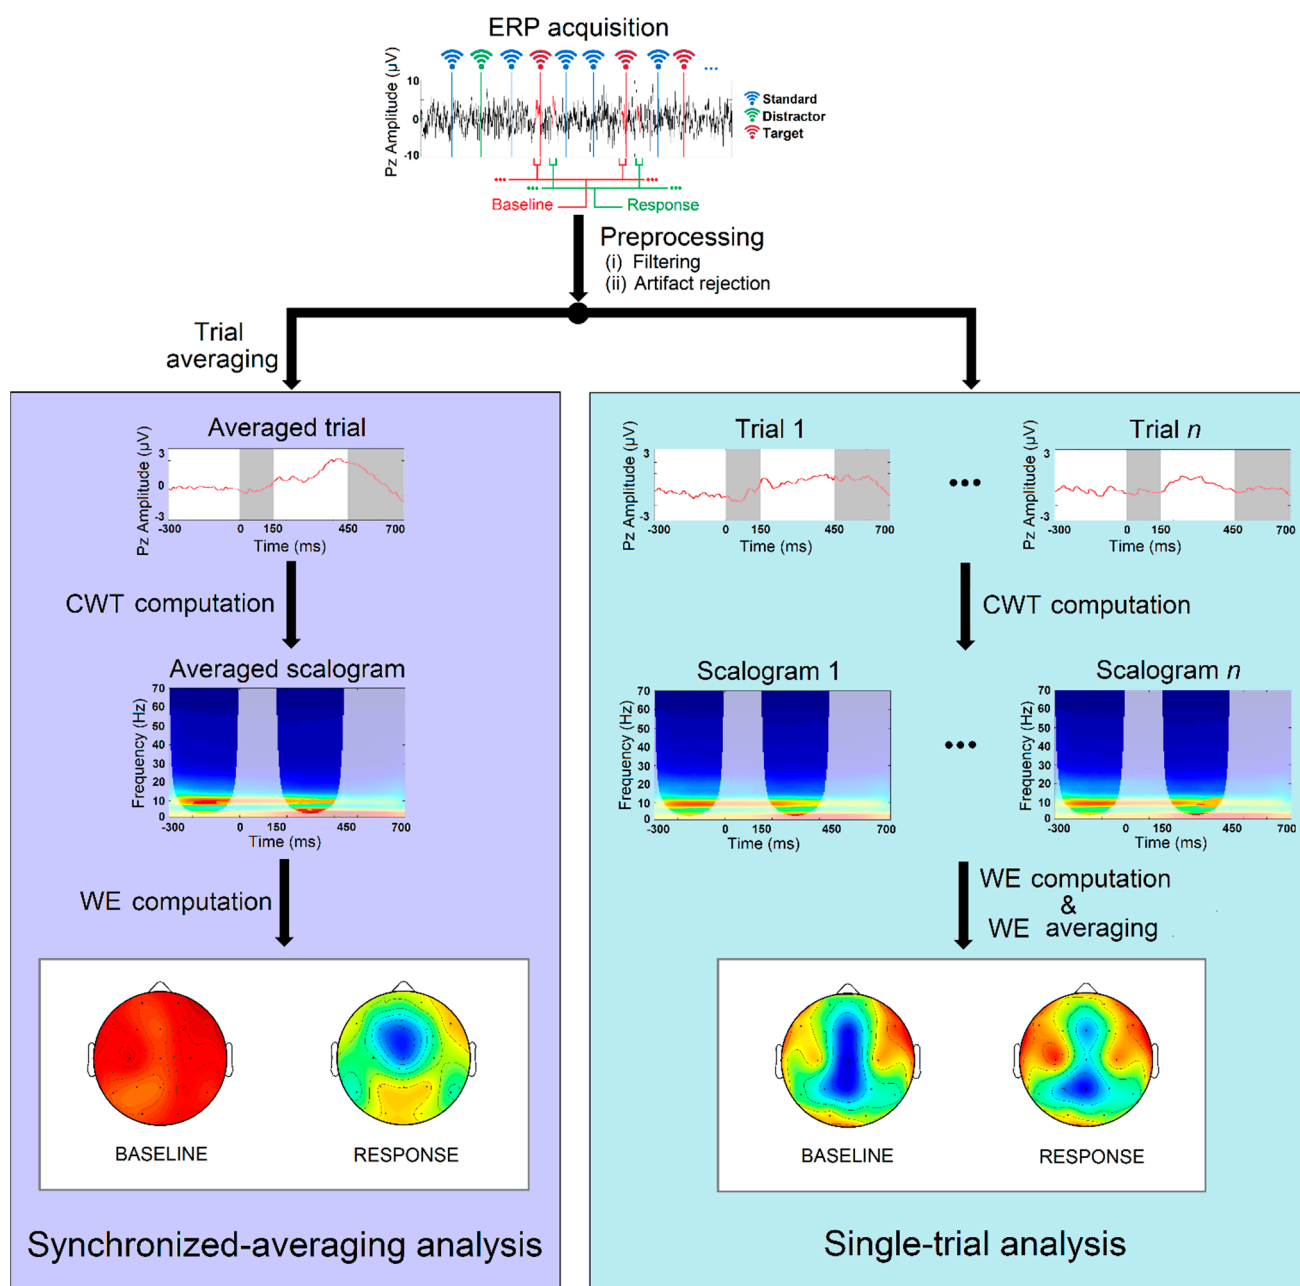 ERP acquisition
Pz Amplitude (µV)
10
0
-10
...
Standard
Distractor
Target
... ...
... ...
Baseline
Response
Preprocessing
(i) Filtering
(ii) Artifact rejection
Trial
averaging
Averaged trial
Pz Amplitude (µV)
3
0
-3
-300 0 150 450 700
Time (ms)
CWT computation
Averaged scalogram
Frequency (Hz)
70
60
50
40
30
20
10
0
-300 0 150 450 700
Time (ms)
WE computation
BASELINE
RESPONSE
Synchronized-averaging analysis
Trial 1
Pz Amplitude (µV)
3
-3
-300 0 150 450 700
Time (ms)
...
Trial n
Pz Amplitude (µV)
3
-3
-300 0 150 450 700
Time (ms)
CWT computation
Scalogram 1
Frequency (Hz)
70
60
50
40
30
20
10
0
-300 0 150 450 700
Time (ms)
...
Scalogram n
Frequency (Hz)
70
60
50
40
30
20
10
0
-300 0 150 450 700
Time (ms)
WE computation
&
WE averaging
BASELINE
RESPONSE
Single-trial analysis